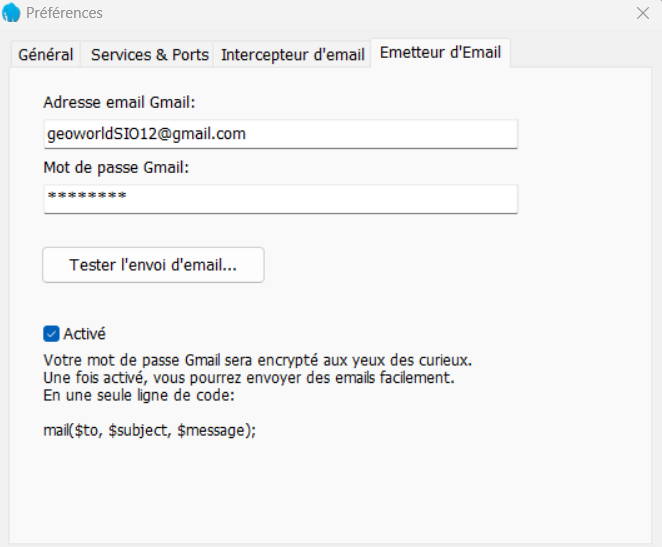 Préférences
Général Services & Ports Intercepteur d'email Emetteur d'Email
Adresse email Gmail:
geoworldSIO12@gmail.com
Mot de passe Gmail:
********
Tester l'envoi d'email...
Activé
Votre mot de passe Gmail sera encrypté aux yeux des curieux.
Une fois activé, vous pourrez envoyer des emails facilement.
En une seule ligne de code:
mail($to, $subject, $message);